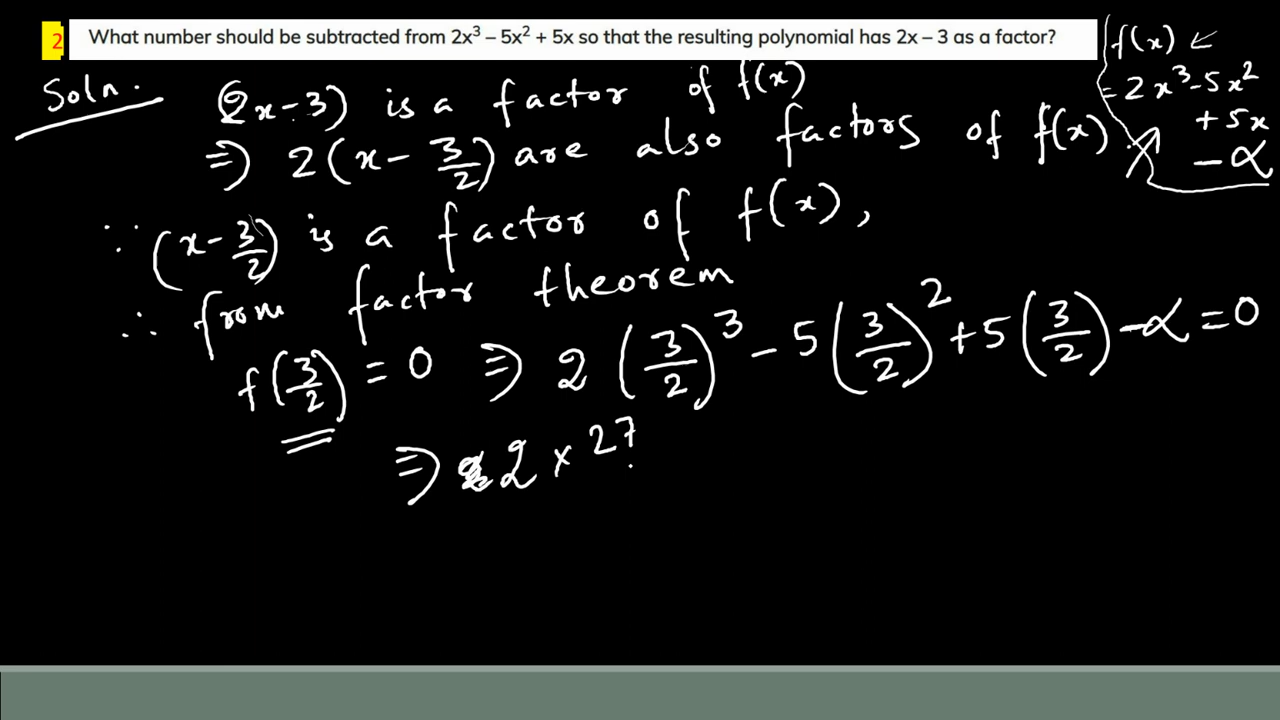 2 What number should be subtracted from 2x³ – 5x² + 5x so that the resulting polynomial has 2x – 3 as a factor?
f(x) = 2x³ - 5x² + 5x - α
Soln. (2x - 3) is a factor of f(x)
⇒ 2(x - 3/2) are also factors of f(x).
∵ (x - 3/2) is a factor of f(x),
∴ from factor theorem
f(3/2) = 0 ⇒ 2(3/2)³ - 5(3/2)² + 5(3/2) - α = 0
⇒ 2 × 27